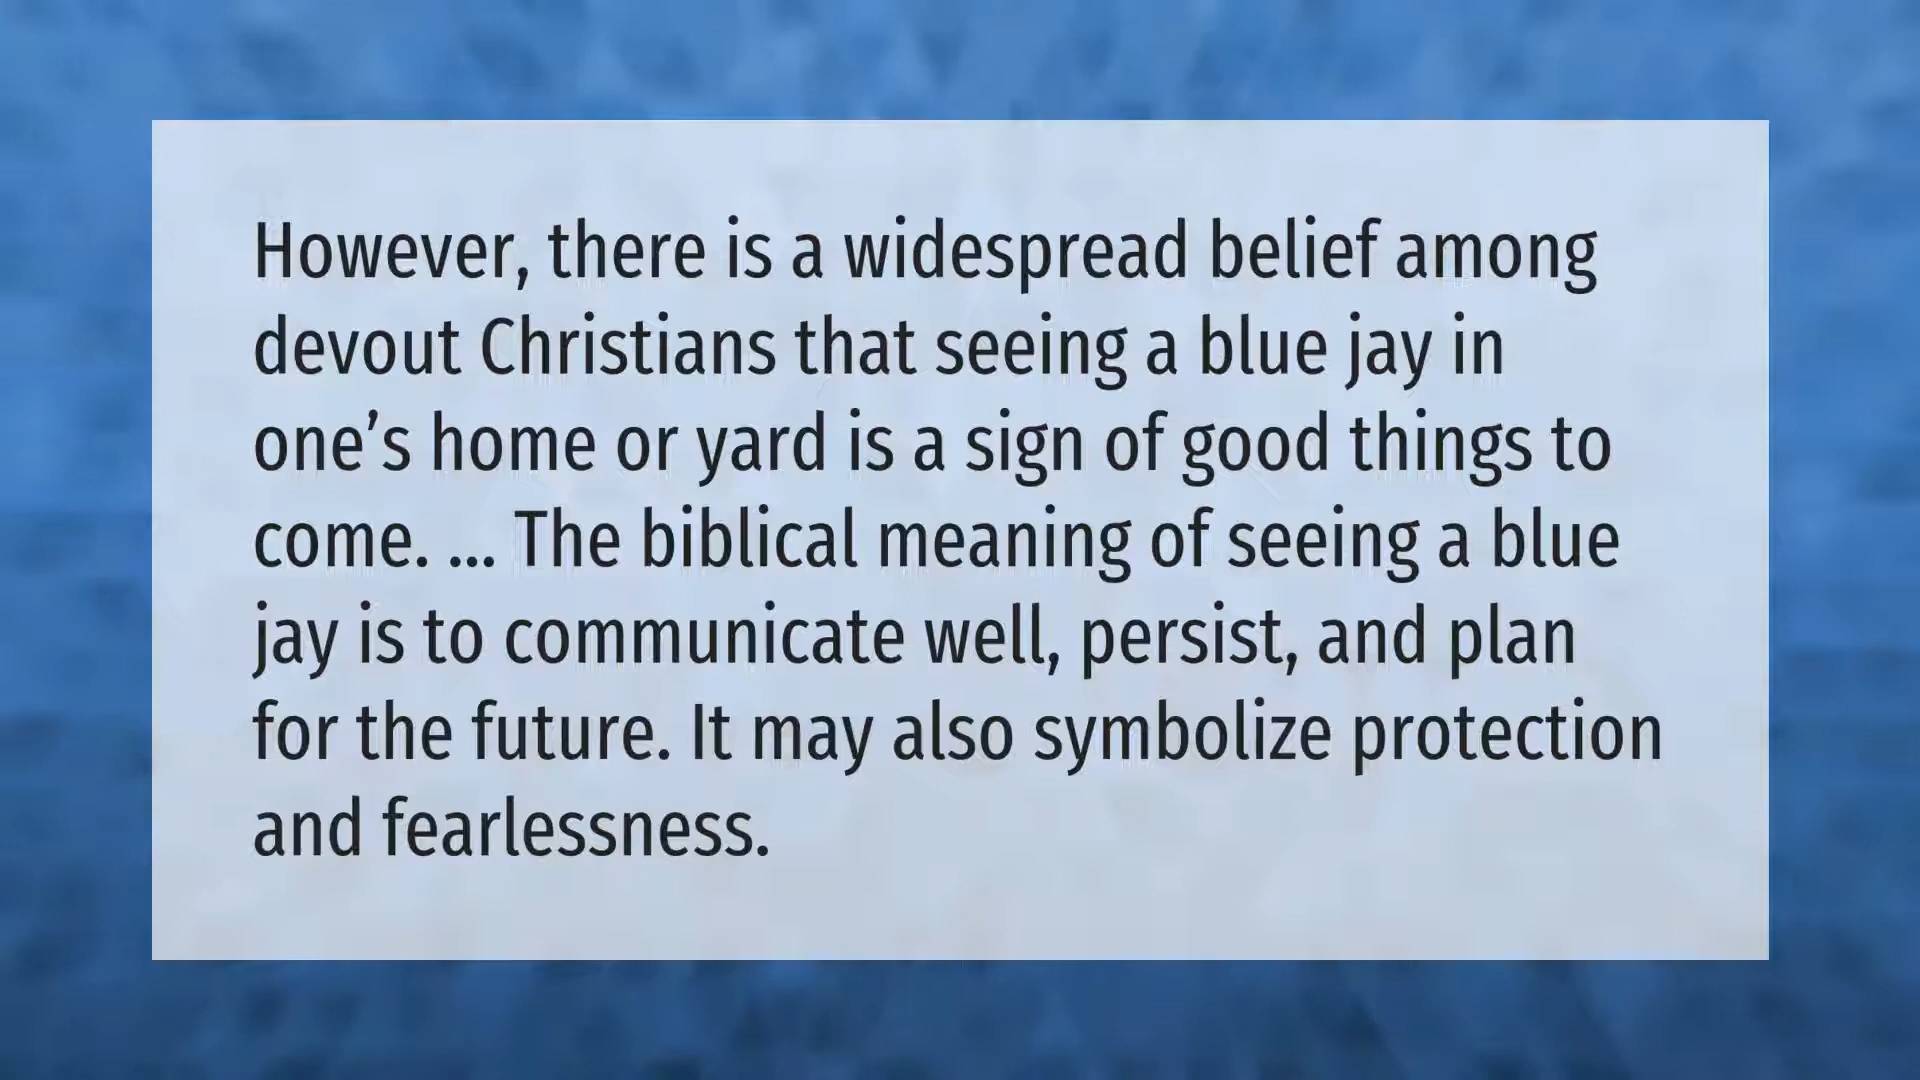 However, there is a widespread belief among
devout Christians that seeing a blue jay in
one’s home or yard is a sign of good things to
come. ... The biblical meaning of seeing a blue
jay is to communicate well, persist, and plan
for the future. It may also symbolize protection
and fearlessness.